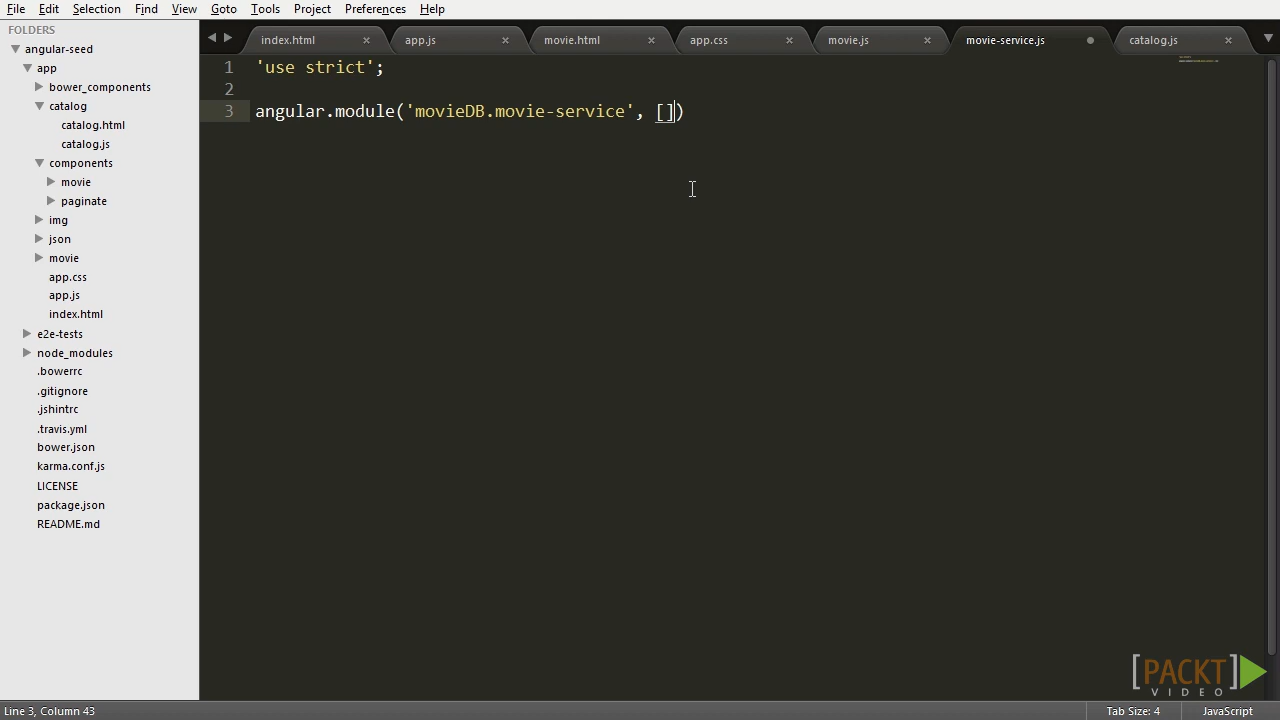 File Edit Selection Find View Goto Tools Project Preferences Help
FOLDERS
angular-seed
app
bower_components
catalog
catalog.html
catalog.js
components
movie
paginate
img
json
movie
app.css
app.js
index.html
e2e-tests
node_modules
.bowerrc
.gitignore
.jshintrc
.travis.yml
bower.json
karma.conf.js
LICENSE
package.json
README.md
index.html app.js movie.html app.css movie.js movie-service.js catalog.js
1 'use strict';
2
3 angular.module('movieDB.movie-service', [])
[PACKT]
VIDEO
Line 3, Column 43 Tab Size: 4 JavaScript